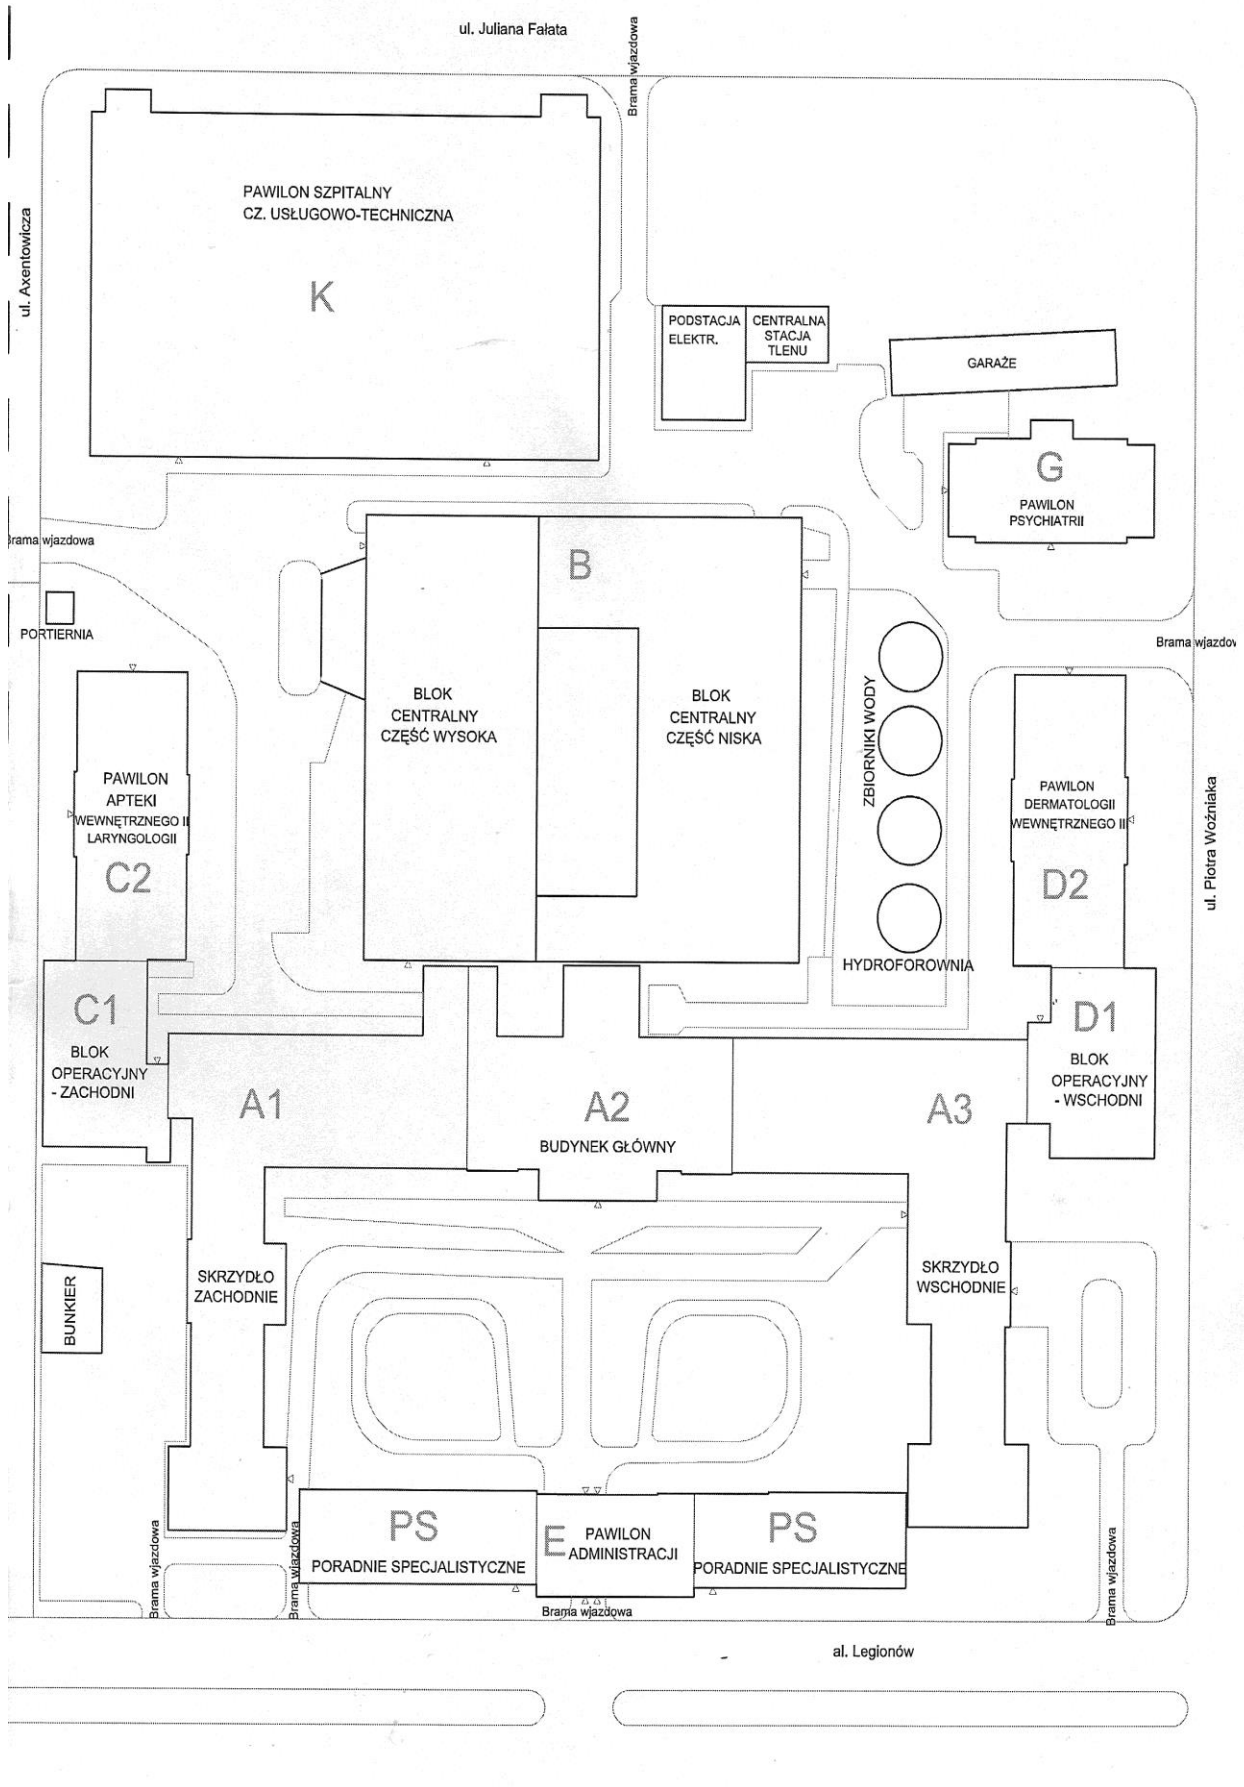 ul. Juliana Fałata
Brama wjazdowa
ul. Axentowicza
PAWILON SZPITALNY
CZ. USŁUGOWO-TECHNICZNA
K
PODSTACJA
ELEKTR.
CENTRALNA
STACJA
TLENU
GARAŻE
G
PAWILON
PSYCHIATRII
Brama wjazdowa
PORTIERNIA
B
BLOK
CENTRALNY
CZĘŚĆ WYSOKA
BLOK
CENTRALNY
CZĘŚĆ NISKA
ZBIORNIKI WODY
HYDROFOROWNIA
Brama wjazdow
ul. Piotra Woźniaka
PAWILON
APTEKI
WEWNĘTRZNEGO II
LARYNGOLOGII
C2
PAWILON
DERMATOLOGII
WEWNĘTRZNEGO II
D2
C1
BLOK
OPERACYJNY
- ZACHODNI
D1
BLOK
OPERACYJNY
- WSCHODNI
A1
A2
BUDYNEK GŁÓWNY
A3
BUNKIER
SKRZYDŁO
ZACHODNIE
SKRZYDŁO
WSCHODNIE
PS
PORADNIE SPECJALISTYCZNE
E
PAWILON
ADMINISTRACJI
PS
PORADNIE SPECJALISTYCZNE
Brama wjazdowa
Brama wjazdowa
Brama wjazdowa
Brama wjazdowa
al. Legionów